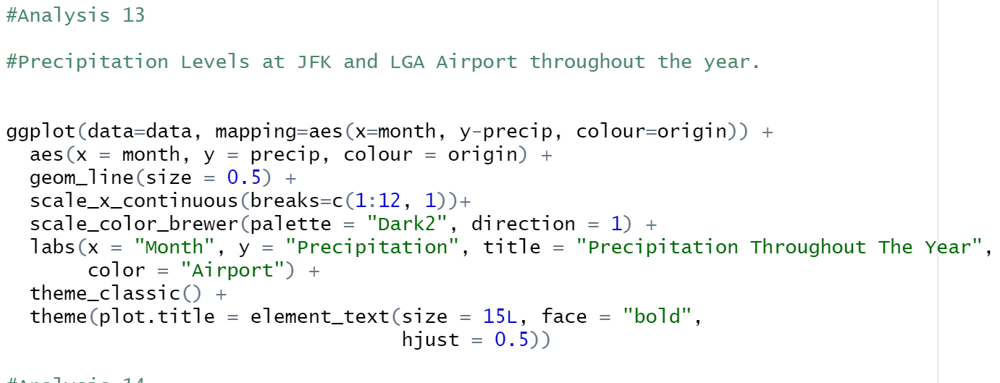 #Analysis 13
#Precipitation Levels at JFK and LGA Airport throughout the year.
ggplot(data=data, mapping=aes(x=month, y-precip, colour=origin)) +
  aes(x = month, y = precip, colour = origin) +
  geom_line(size = 0.5) +
  scale_x_continuous(breaks=c(1:12, 1))+
  scale_color_brewer(palette = "Dark2", direction = 1) +
  labs(x = "Month", y = "Precipitation", title = "Precipitation Throughout The Year",
       color = "Airport") +
  theme_classic() +
  theme(plot.title = element_text(size = 15L, face = "bold",
                                  hjust = 0.5))
#Analysis 14